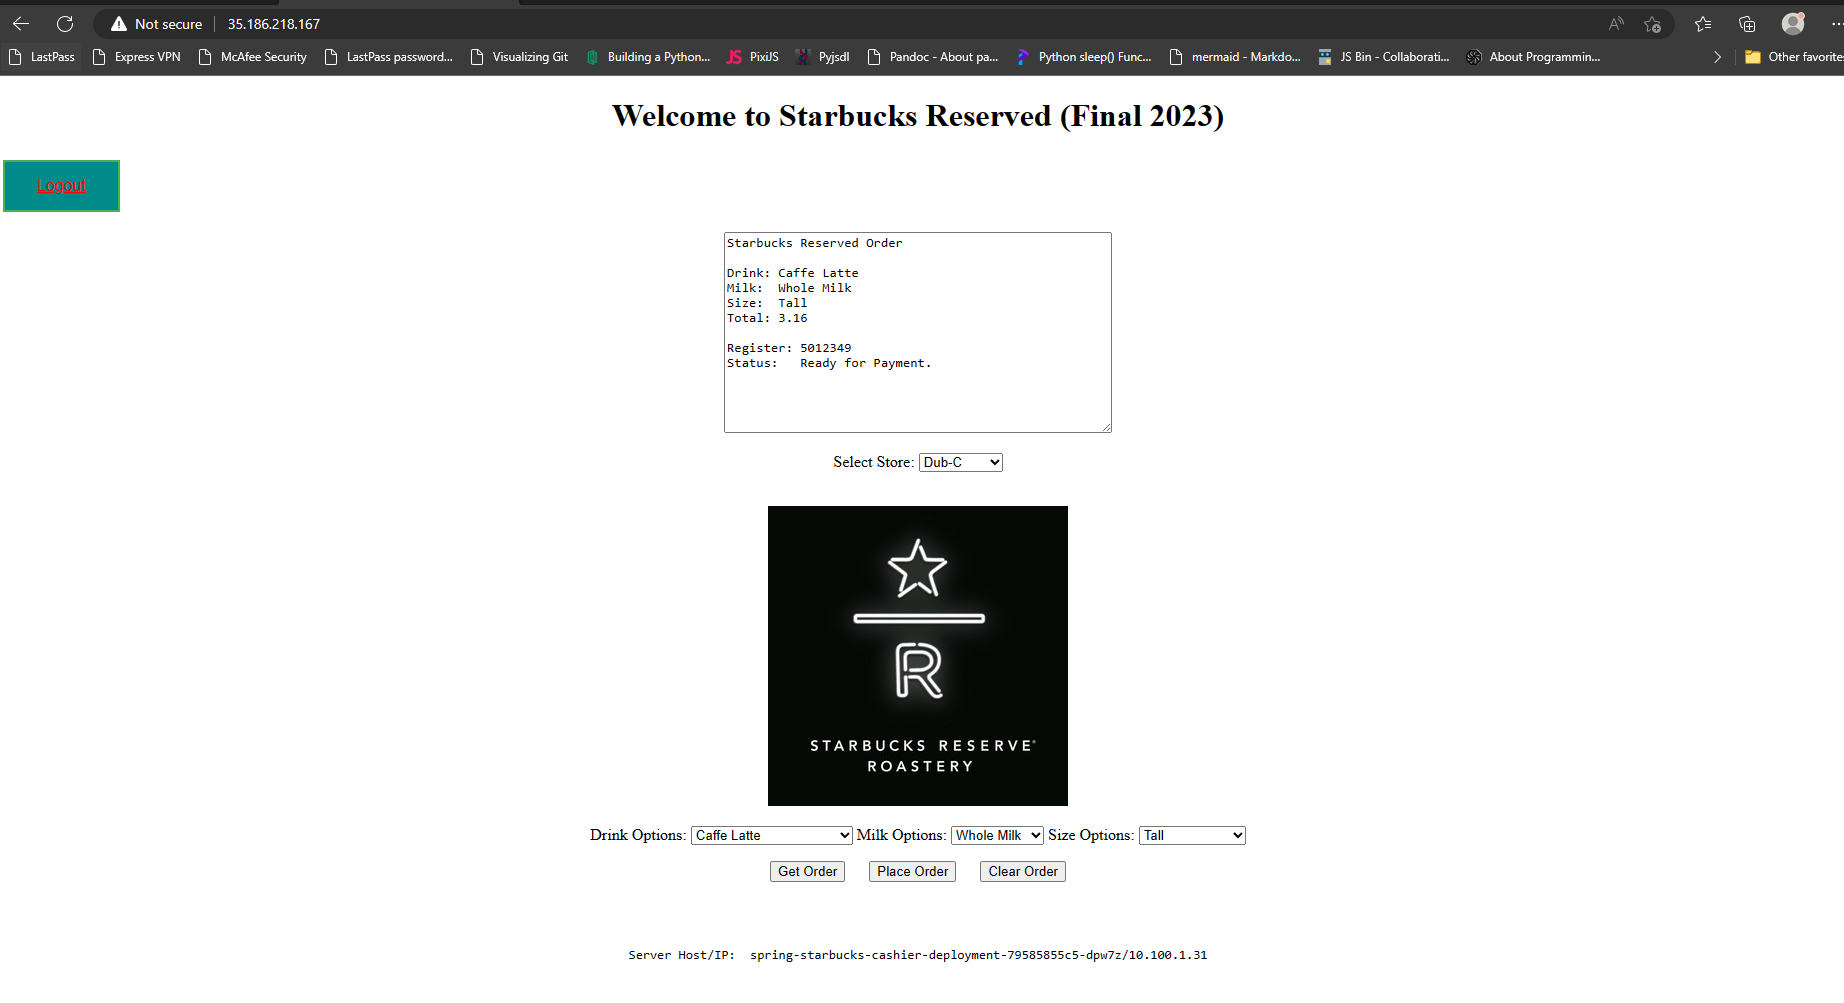 Not secure 35.186.218.167
LastPass Express VPN McAfee Security LastPass password... Visualizing Git Building a Python... PixiJS Pyjsdl Pandoc - About pa... Python sleep() Func... mermaid - Markdo... JS Bin - Collaborati... About Programmin... Other favorites
Welcome to Starbucks Reserved (Final 2023)
Logout
Starbucks Reserved Order
Drink: Caffe Latte
Milk: Whole Milk
Size: Tall
Total: 3.16
Register: 5012349
Status: Ready for Payment.
Select Store: Dub-C
R
STARBUCKS RESERVE
ROASTERY
Drink Options: Caffe Latte Milk Options: Whole Milk Size Options: Tall
Get Order Place Order Clear Order
Server Host/IP: spring-starbucks-cashier-deployment-79585855c5-dpw7z/10.100.1.31